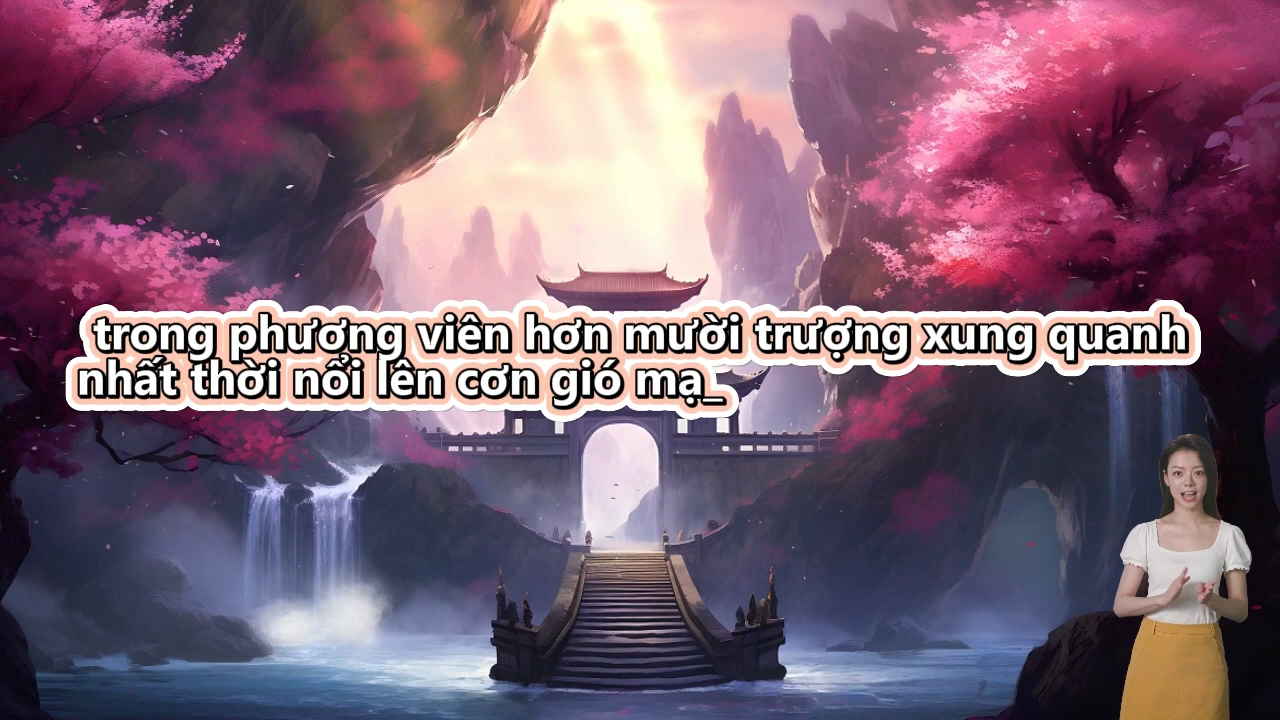 trong phương viên hơn mười trượng xung quanh
nhất thời nổi lên cơn gió mạ_